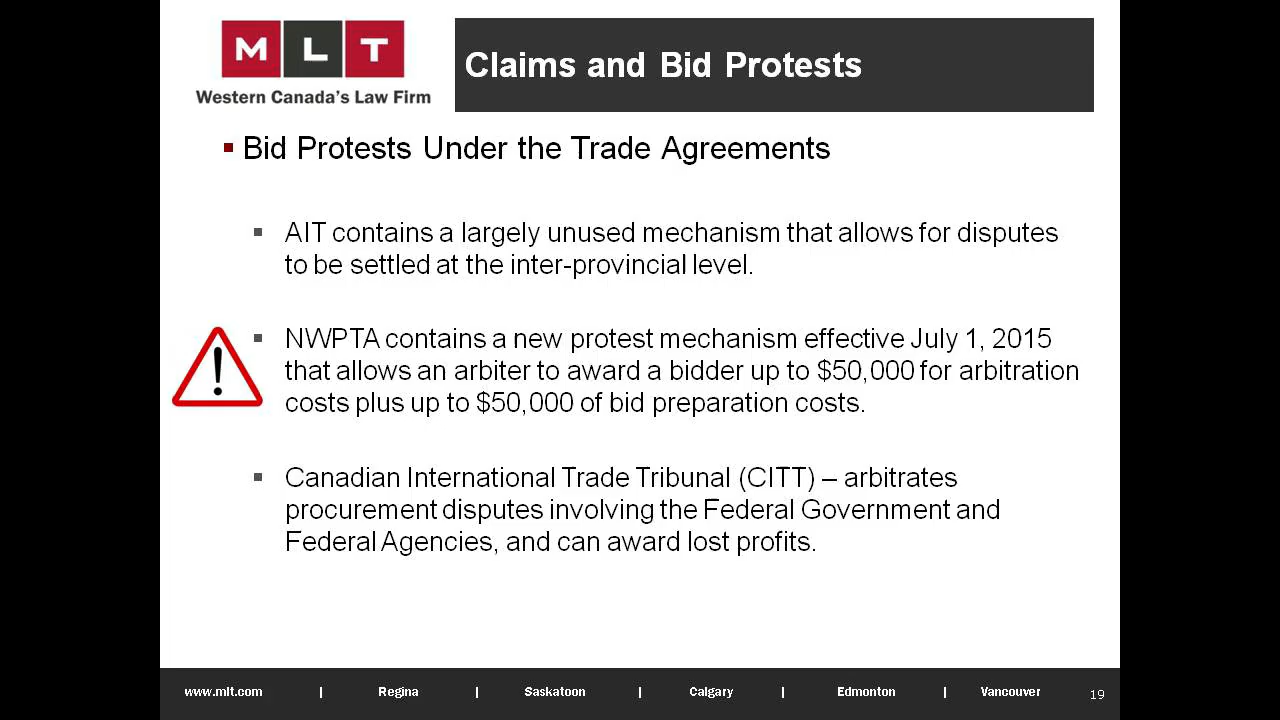 M L T
Western Canada's Law Firm
Claims and Bid Protests
Bid Protests Under the Trade Agreements
AIT contains a largely unused mechanism that allows for disputes
to be settled at the inter-provincial level.
NWPTA contains a new protest mechanism effective July 1, 2015
that allows an arbiter to award a bidder up to $50,000 for arbitration
costs plus up to $50,000 of bid preparation costs.
Canadian International Trade Tribunal (CITT) – arbitrates
procurement disputes involving the Federal Government and
Federal Agencies, and can award lost profits.
www.mlt.com | Regina | Saskatoon | Calgary | Edmonton | Vancouver 19